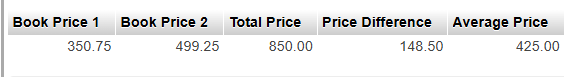 Book Price 1 Book Price 2 Total Price Price Difference Average Price
350.75 499.25 850.00 148.50 425.00